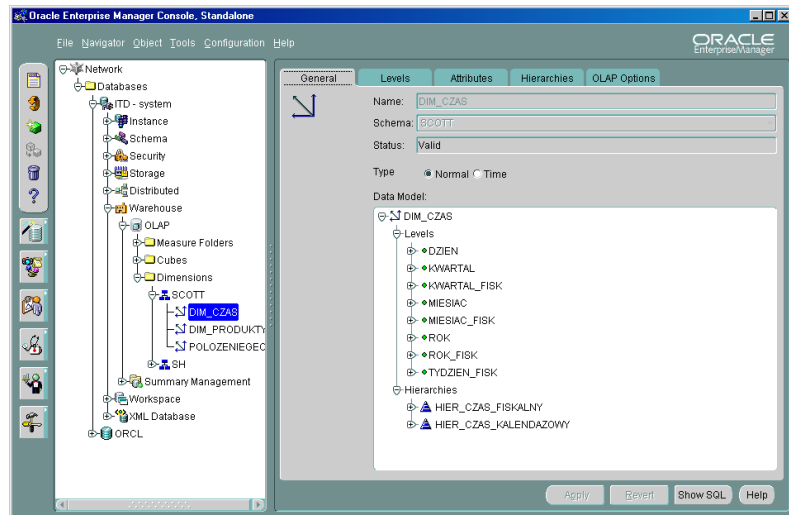 Oracle Enterprise Manager Console, Standalone
File Navigator Object Tools Configuration Help
ORACLE
EnterpriseManager
Network
Databases
ITD - system
Instance
Schema
Security
Storage
Distributed
Warehouse
OLAP
Measure Folders
Cubes
Dimensions
SCOTT
DIM_CZAS
DIM_PRODUKTY
POLOZENIEGEO
SH
Summary Management
Workspace
XML Database
ORCL
General Levels Attributes Hierarchies OLAP Options
Name: DIM_CZAS
Schema: SCOTT
Status: Valid
Type Normal Time
Data Model:
DIM_CZAS
Levels
DZIEN
KWARTAL
KWARTAL_FISK
MIESIAC
MIESIAC_FISK
ROK
ROK_FISK
TYDZIEN_FISK
Hierarchies
HIER_CZAS_FISKALNY
HIER_CZAS_KALENDAZOWY
Apply Revert Show SQL Help